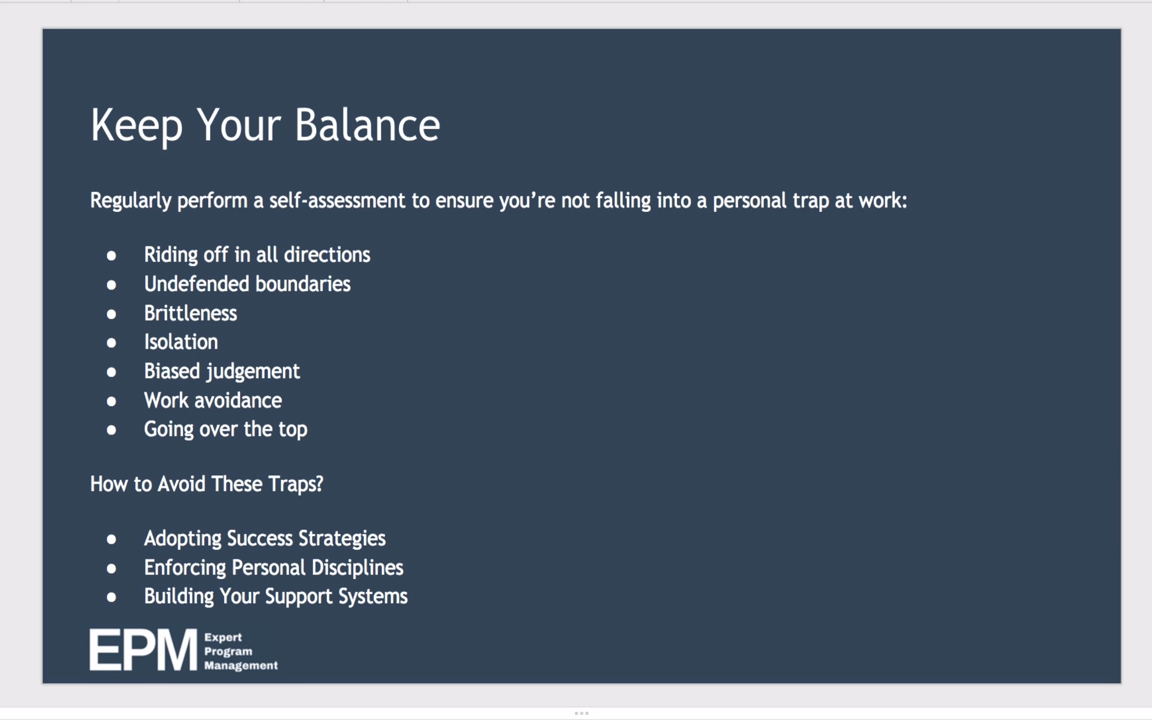 Keep Your Balance
Regularly perform a self-assessment to ensure you’re not falling into a personal trap at work:
● Riding off in all directions
● Undefended boundaries
● Brittleness
● Isolation
● Biased judgement
● Work avoidance
● Going over the top
How to Avoid These Traps?
● Adopting Success Strategies
● Enforcing Personal Disciplines
● Building Your Support Systems
EPM
Expert
Program
Management